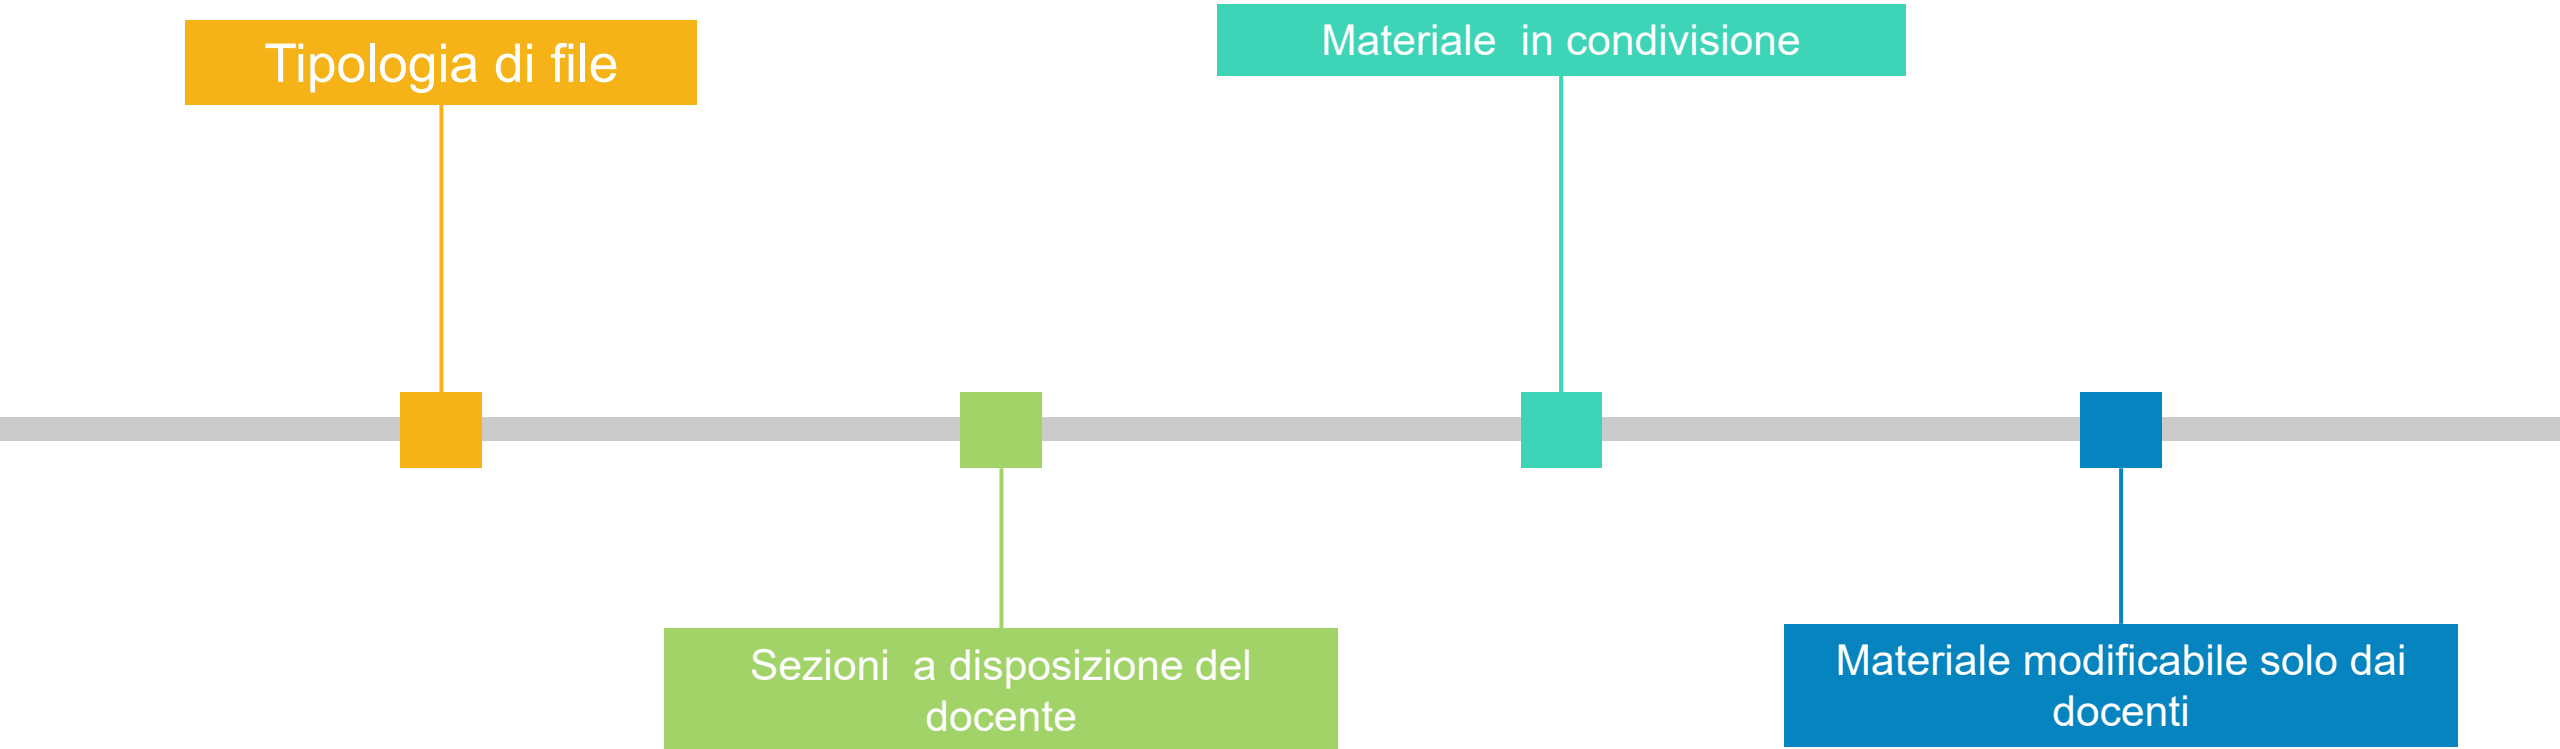 Tipologia di file
Materiale  in condivisione
Sezioni  a disposizione del
docente
Materiale modificabile solo dai
docenti